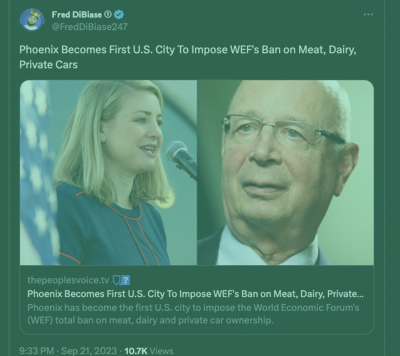 Fred DiBiase
@FredDiBiase247
Phoenix Becomes First U.S. City To Impose WEF's Ban on Meat, Dairy,
Private Cars
thepeoplesvoice.tv
Phoenix Becomes First U.S. City To Impose WEF's Ban on Meat, Dairy, Private...
Phoenix has become the first U.S. city to impose the World Economic Forum's
(WEF) total ban on meat, dairy and private car ownership.
9:33 PM · Sep 21, 2023 · 10.7K Views